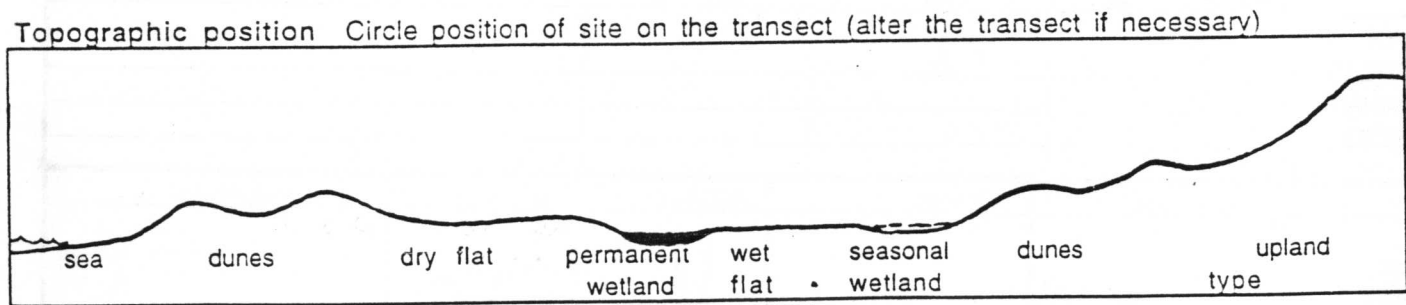 Topographic position Circle position of site on the transect (alter the transect if necessary)
sea dunes dry flat permanent wet seasonal dunes upland
wetland flat wetland type